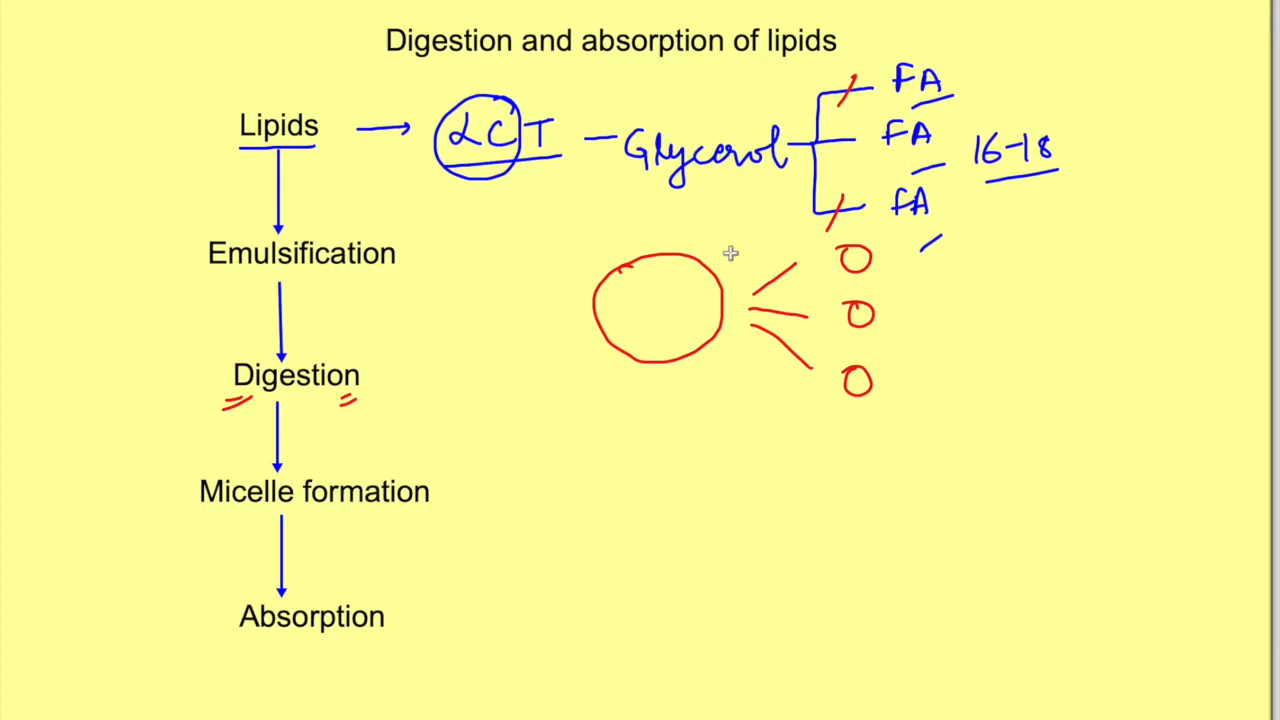 Digestion and absorption of lipids
Lipids → LCT – Glycerol
FA
FA
FA
16-18
Emulsification
Digestion
Micelle formation
Absorption